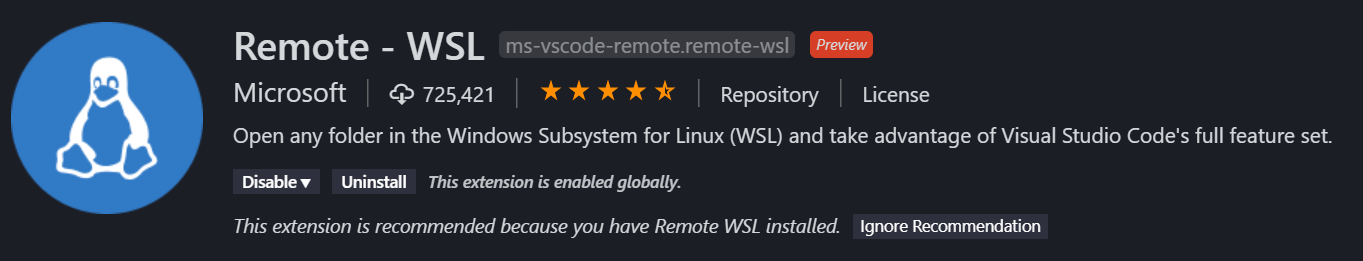 Remote - WSL ms-vscode-remote.remote-wsl Preview
Microsoft 725,421 Repository License
Open any folder in the Windows Subsystem for Linux (WSL) and take advantage of Visual Studio Code's full feature set.
Disable Uninstall This extension is enabled globally.
This extension is recommended because you have Remote WSL installed. Ignore Recommendation